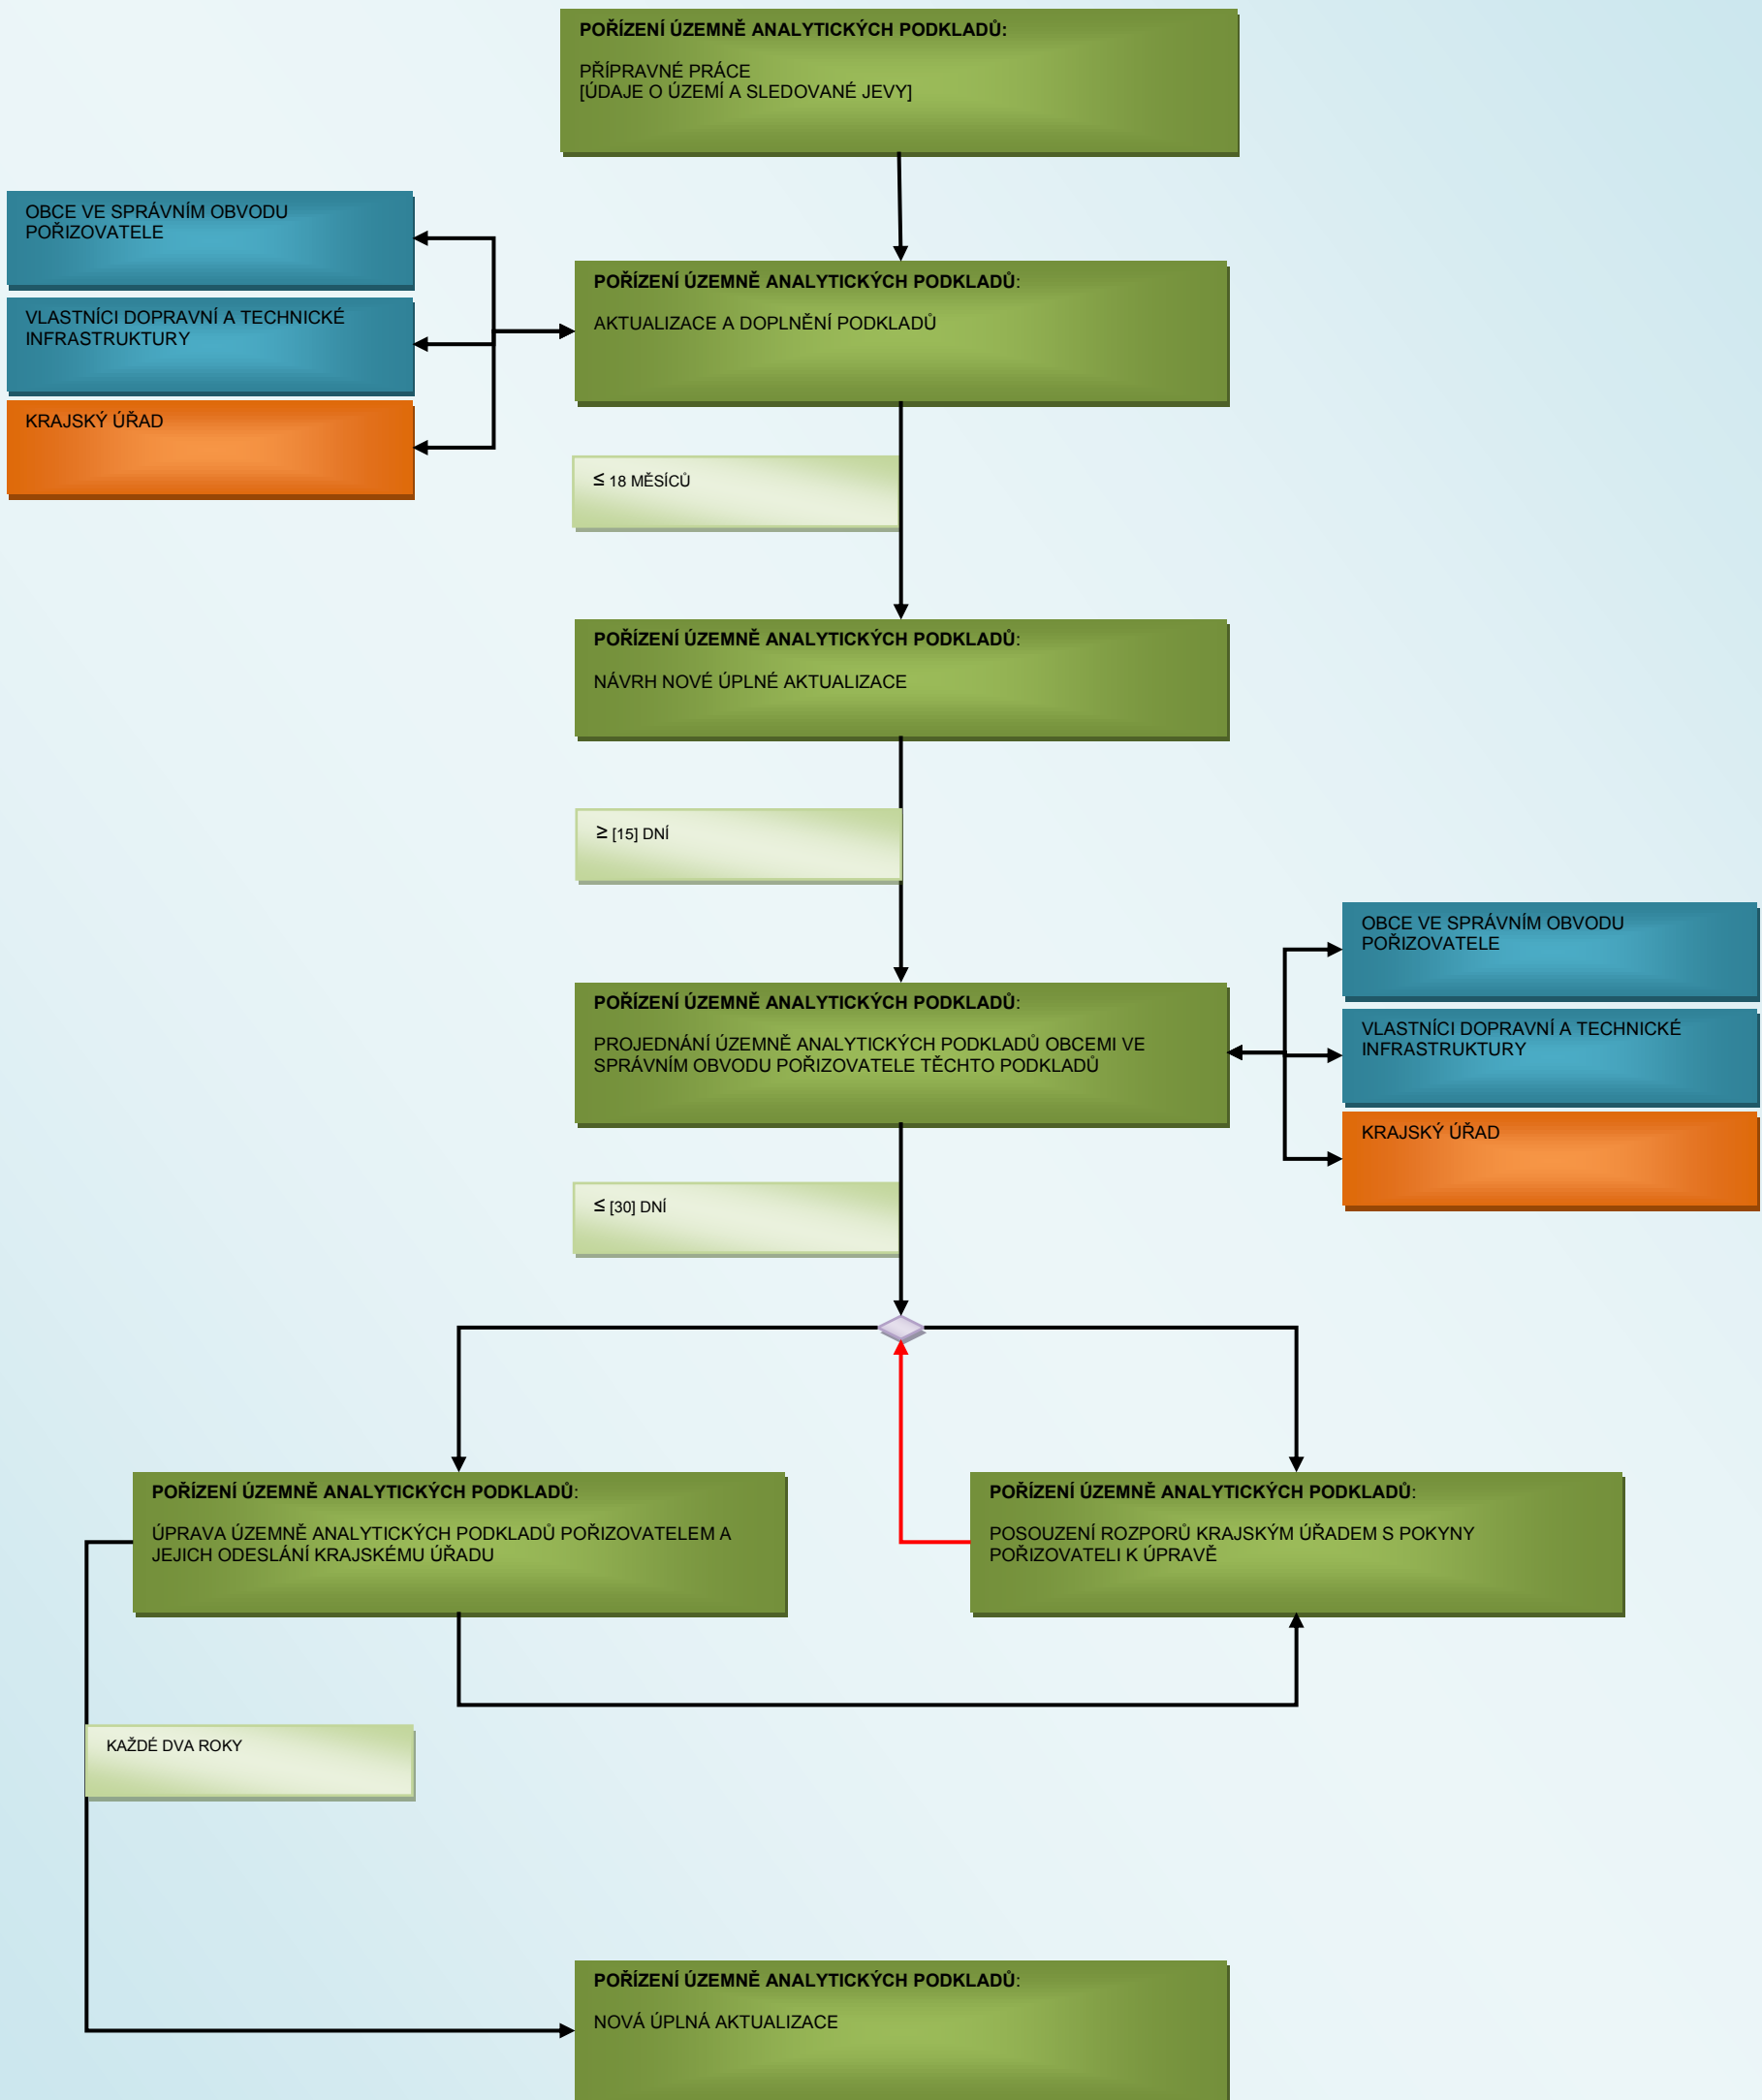 POŘÍZENÍ ÚZEMNĚ ANALYTICKÝCH PODKLADŮ:
PŘÍPRAVNÉ PRÁCE
[ÚDAJE O ÚZEMÍ A SLEDOVANÉ JEVY]
OBCE VE SPRÁVNÍM OBVODU
POŘIZOVATELE
VLASTNÍCI DOPRAVNÍ A TECHNICKÉ
INFRASTRUKTURY
KRAJSKÝ ÚŘAD
POŘÍZENÍ ÚZEMNĚ ANALYTICKÝCH PODKLADŮ:
AKTUALIZACE A DOPLNĚNÍ PODKLADŮ
≤ 18 MĚSÍCŮ
POŘÍZENÍ ÚZEMNĚ ANALYTICKÝCH PODKLADŮ:
NÁVRH NOVÉ ÚPLNÉ AKTUALIZACE
≥ [15] DNÍ
POŘÍZENÍ ÚZEMNĚ ANALYTICKÝCH PODKLADŮ:
PROJEDNÁNÍ ÚZEMNĚ ANALYTICKÝCH PODKLADŮ OBCEMI VE
SPRÁVNÍM OBVODU POŘIZOVATELE TĚCHTO PODKLADŮ
OBCE VE SPRÁVNÍM OBVODU
POŘIZOVATELE
VLASTNÍCI DOPRAVNÍ A TECHNICKÉ
INFRASTRUKTURY
KRAJSKÝ ÚŘAD
≤ [30] DNÍ
POŘÍZENÍ ÚZEMNĚ ANALYTICKÝCH PODKLADŮ:
ÚPRAVA ÚZEMNĚ ANALYTICKÝCH PODKLADŮ POŘIZOVATELEM A
JEJICH ODESLÁNÍ KRAJSKÉMU ÚŘADU
POŘÍZENÍ ÚZEMNĚ ANALYTICKÝCH PODKLADŮ:
POSOUZENÍ ROZPORŮ KRAJSKÝM ÚŘADEM S POKYNY
POŘIZOVATELI K ÚPRAVĚ
KAŽDÉ DVA ROKY
POŘÍZENÍ ÚZEMNĚ ANALYTICKÝCH PODKLADŮ:
NOVÁ ÚPLNÁ AKTUALIZACE